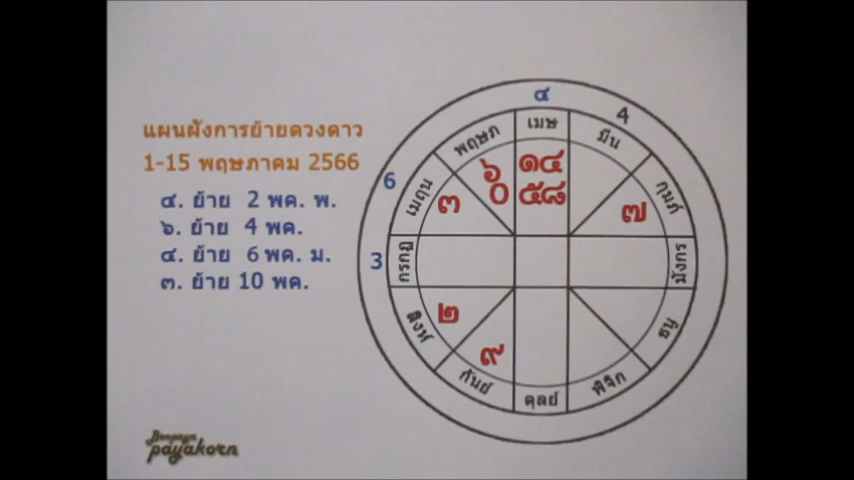 แผนผังการย้ายดวงดาว
1-15 พฤษภาคม 2566
๔. ย้าย 2 พค. พ.
๖. ย้าย 4 พค.
๔. ย้าย 6 พค. ม.
๓. ย้าย 10 พค.
๔
4
6
3
เมษ
มีน
กุมภ์
มังกร
ธนู
พิจิก
ตุลย์
กันย์
สิงห์
กรกฎ
เมถุน
พฤษภ
๑๔
๕๘
๖
๐
๓
๗
๒
๙
payakorn